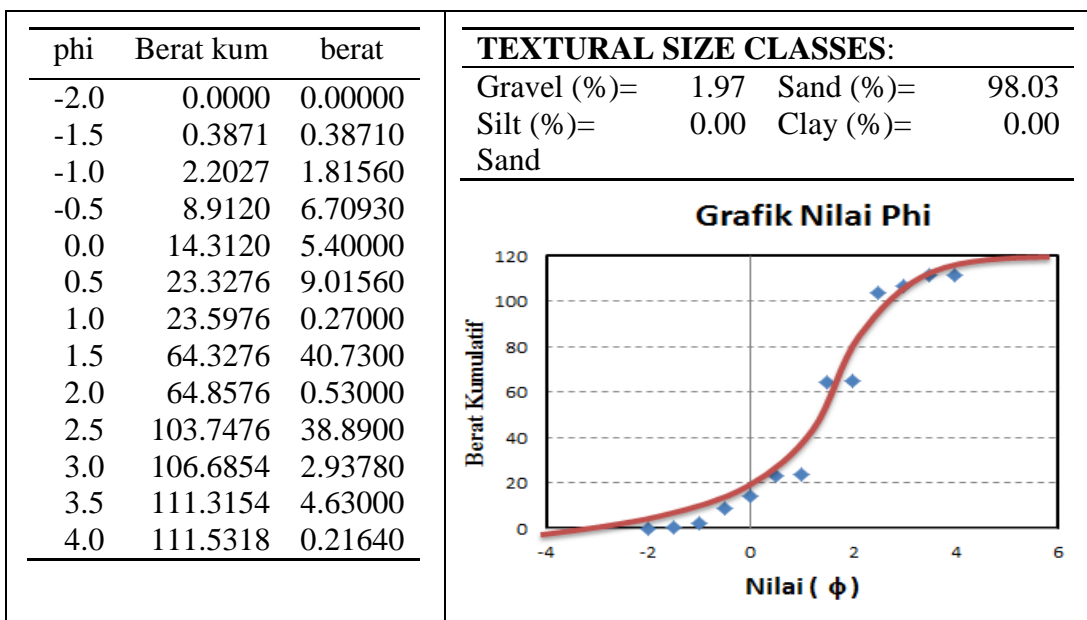 phi Berat kum berat
-2.0 0.0000 0.00000
-1.5 0.3871 0.38710
-1.0 2.2027 1.81560
-0.5 8.9120 6.70930
0.0 14.3120 5.40000
0.5 23.3276 9.01560
1.0 23.5976 0.27000
1.5 64.3276 40.7300
2.0 64.8576 0.53000
2.5 103.7476 38.8900
3.0 106.6854 2.93780
3.5 111.3154 4.63000
4.0 111.5318 0.21640
TEXTURAL SIZE CLASSES:
Gravel (%)= 1.97 Sand (%)= 98.03
Silt (%)= 0.00 Clay (%)= 0.00
Sand
Grafik Nilai Phi
120
100
80
60
40
20
0
Berat Kumulatif
-4 -2 0 2 4 6
Nilai ( ϕ )